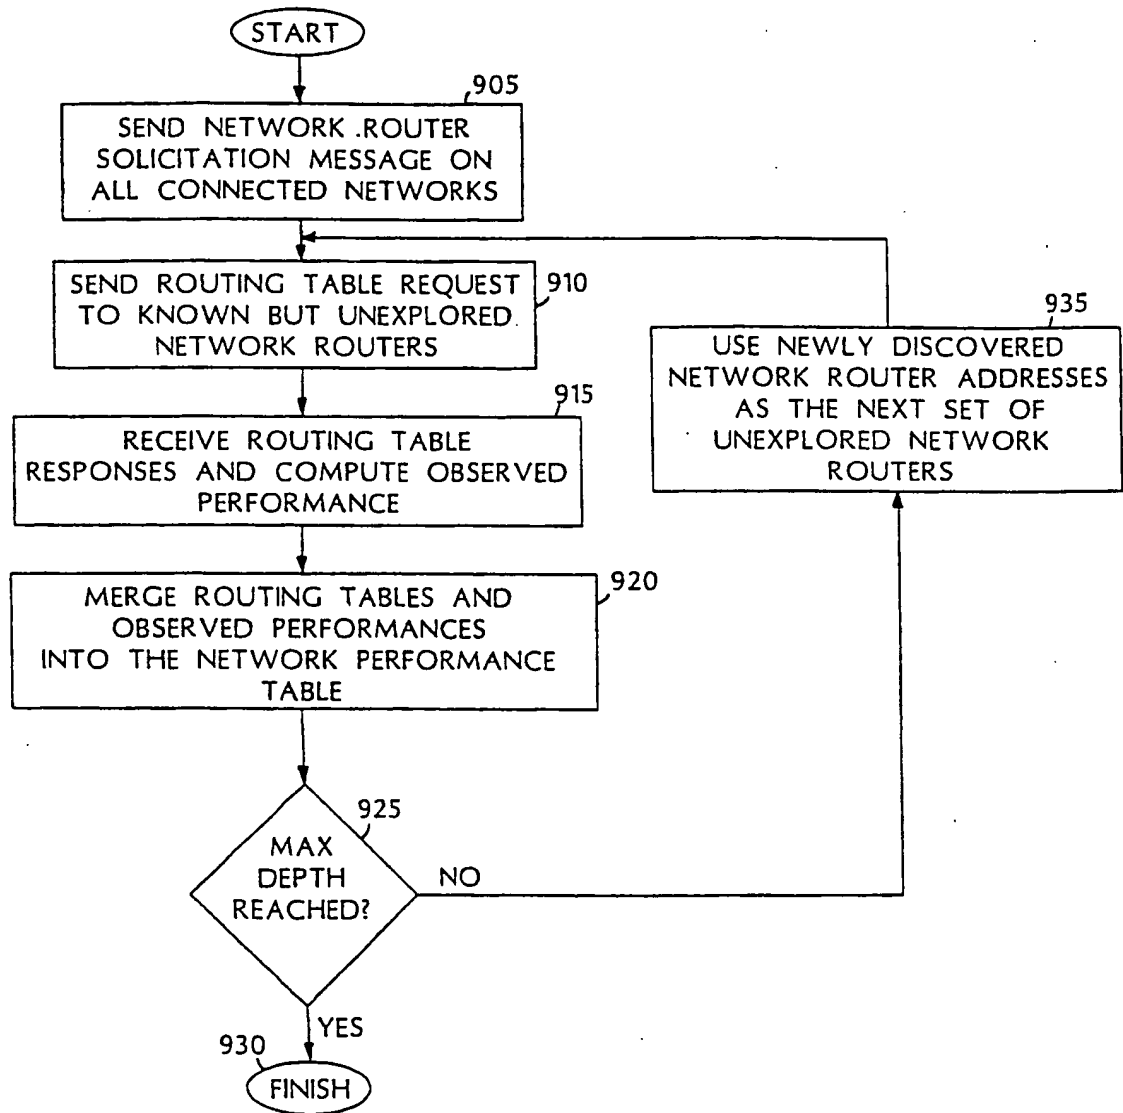 START
905
SEND NETWORK .ROUTER
SOLICITATION MESSAGE ON
ALL CONNECTED NETWORKS
SEND ROUTING TABLE REQUEST
TO KNOWN BUT UNEXPLORED
NETWORK ROUTERS
910
915
RECEIVE ROUTING TABLE
RESPONSES AND COMPUTE OBSERVED
PERFORMANCE
920
MERGE ROUTING TABLES AND
OBSERVED PERFORMANCES
INTO THE NETWORK PERFORMANCE
TABLE
925
MAX
DEPTH
REACHED?
NO
935
USE NEWLY DISCOVERED
NETWORK ROUTER ADDRESSES
AS THE NEXT SET OF
UNEXPLORED NETWORK
ROUTERS
YES
930
FINISH